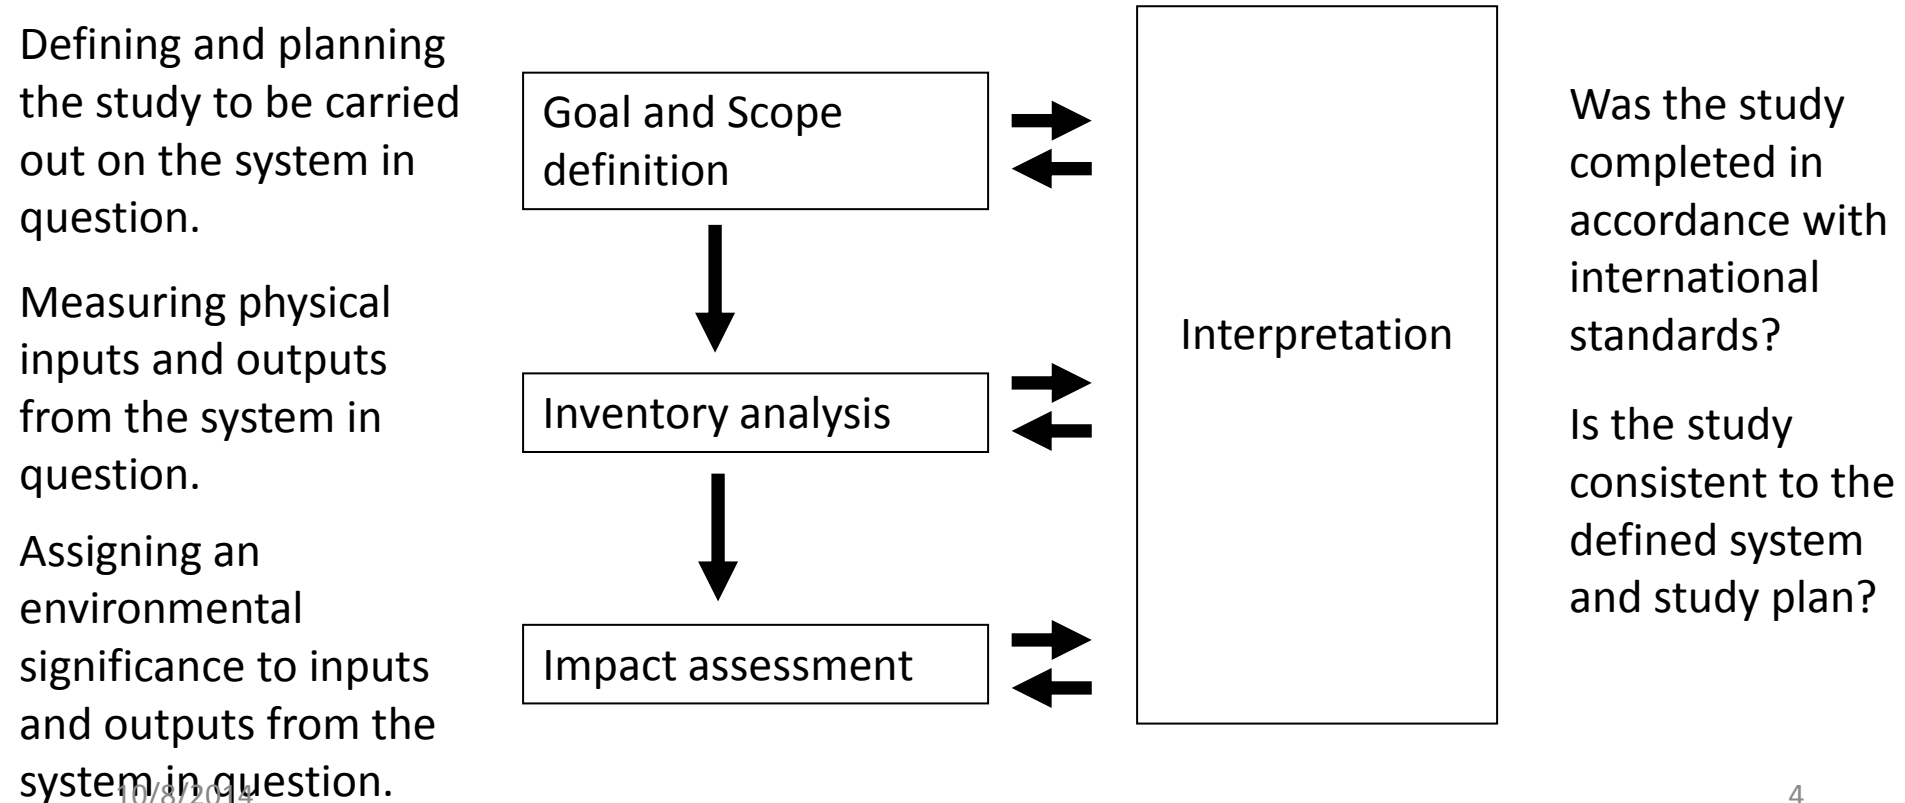 Defining and planning
the study to be carried
out on the system in
question.
Measuring physical
inputs and outputs
from the system in
question.
Assigning an
environmental
significance to inputs
and outputs from the
system in question.
Goal and Scope
definition
Inventory analysis
Impact assessment
Interpretation
Was the study
completed in
accordance with
international
standards?
Is the study
consistent to the
defined system
and study plan?
10/8/2014
4